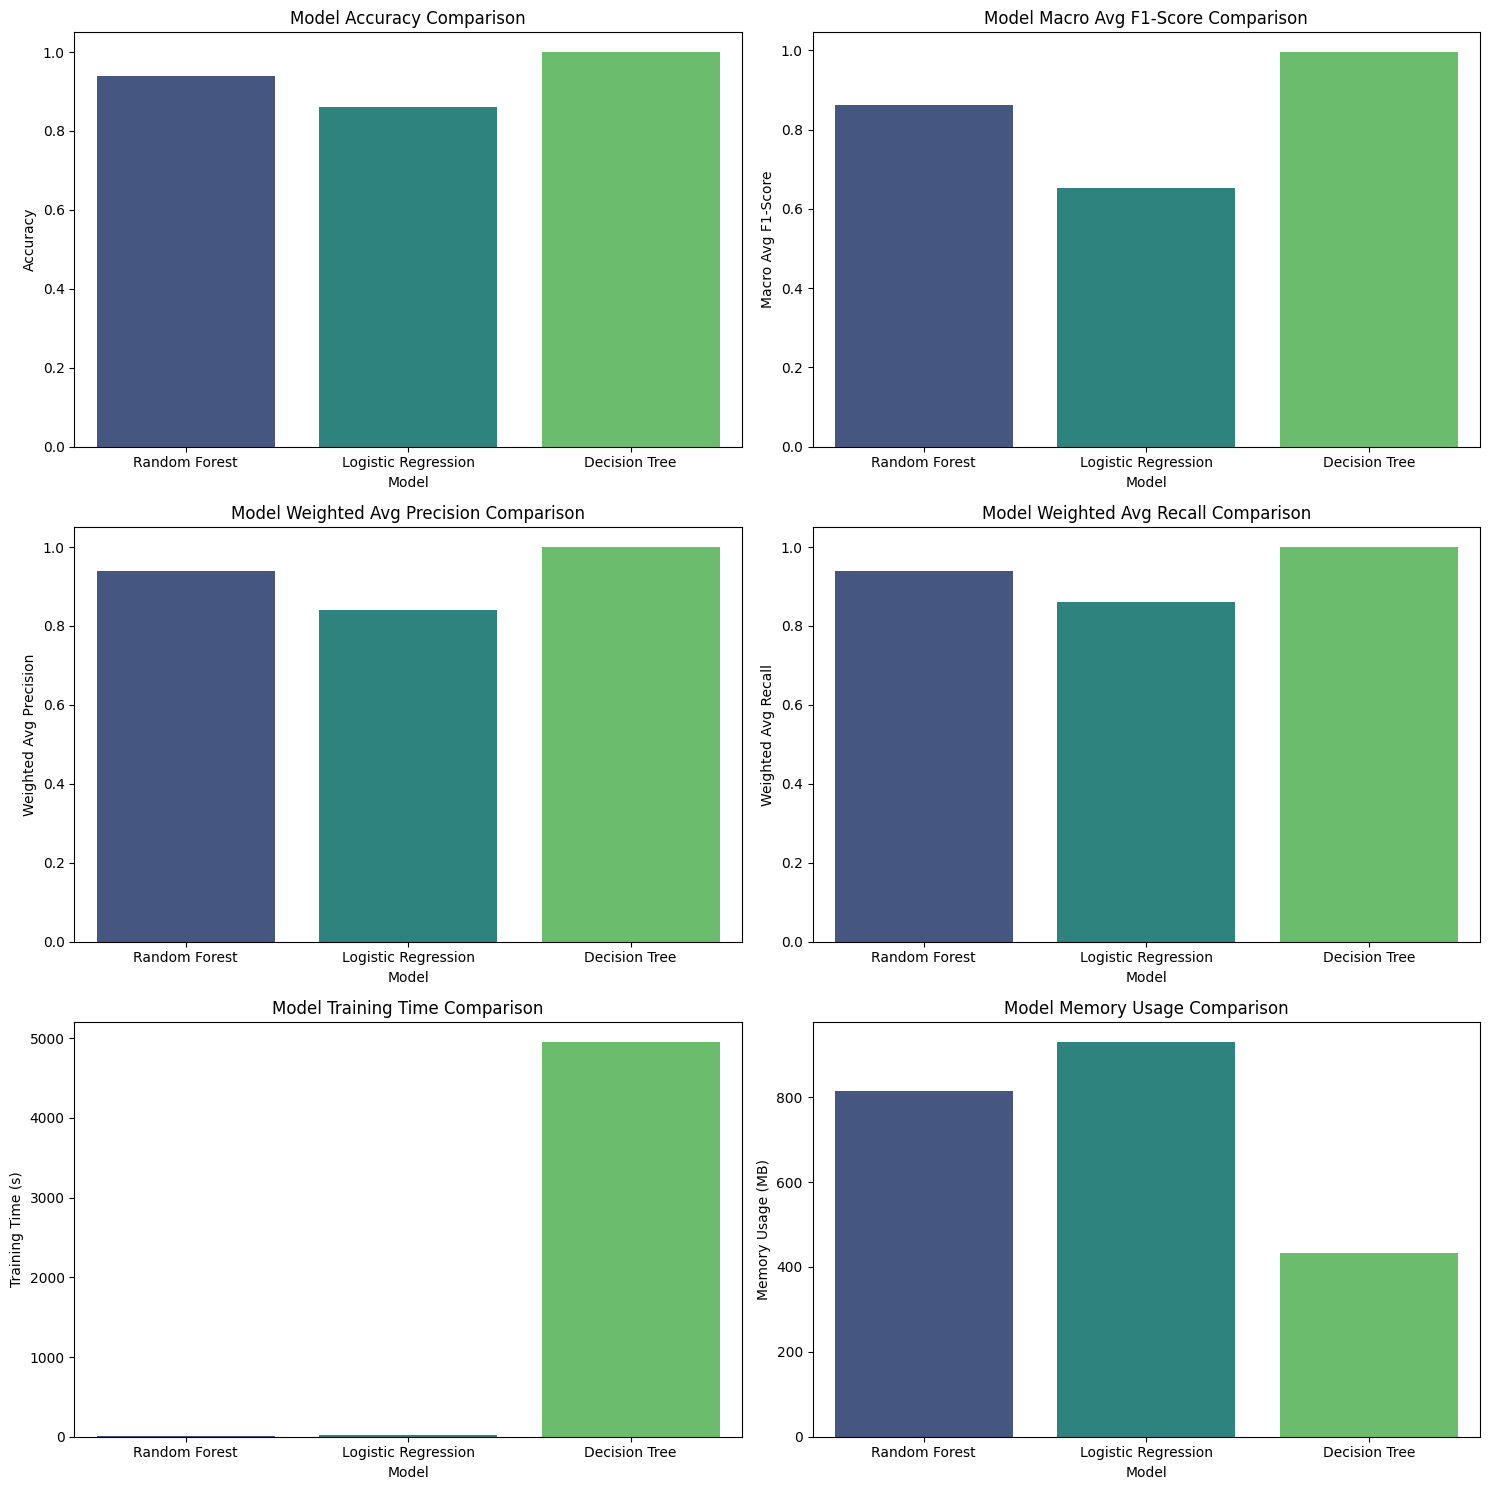 Model Accuracy Comparison
Accuracy
1.0
0.8
0.6
0.4
0.2
0.0
Random Forest Logistic Regression Decision Tree
Model
Model Macro Avg F1-Score Comparison
Macro Avg F1-Score
1.0
0.8
0.6
0.4
0.2
0.0
Random Forest Logistic Regression Decision Tree
Model
Model Weighted Avg Precision Comparison
Weighted Avg Precision
1.0
0.8
0.6
0.4
0.2
0.0
Random Forest Logistic Regression Decision Tree
Model
Model Weighted Avg Recall Comparison
Weighted Avg Recall
1.0
0.8
0.6
0.4
0.2
0.0
Random Forest Logistic Regression Decision Tree
Model
Model Training Time Comparison
Training Time (s)
5000
4000
3000
2000
1000
0
Random Forest Logistic Regression Decision Tree
Model
Model Memory Usage Comparison
Memory Usage (MB)
800
600
400
200
0
Random Forest Logistic Regression Decision Tree
Model